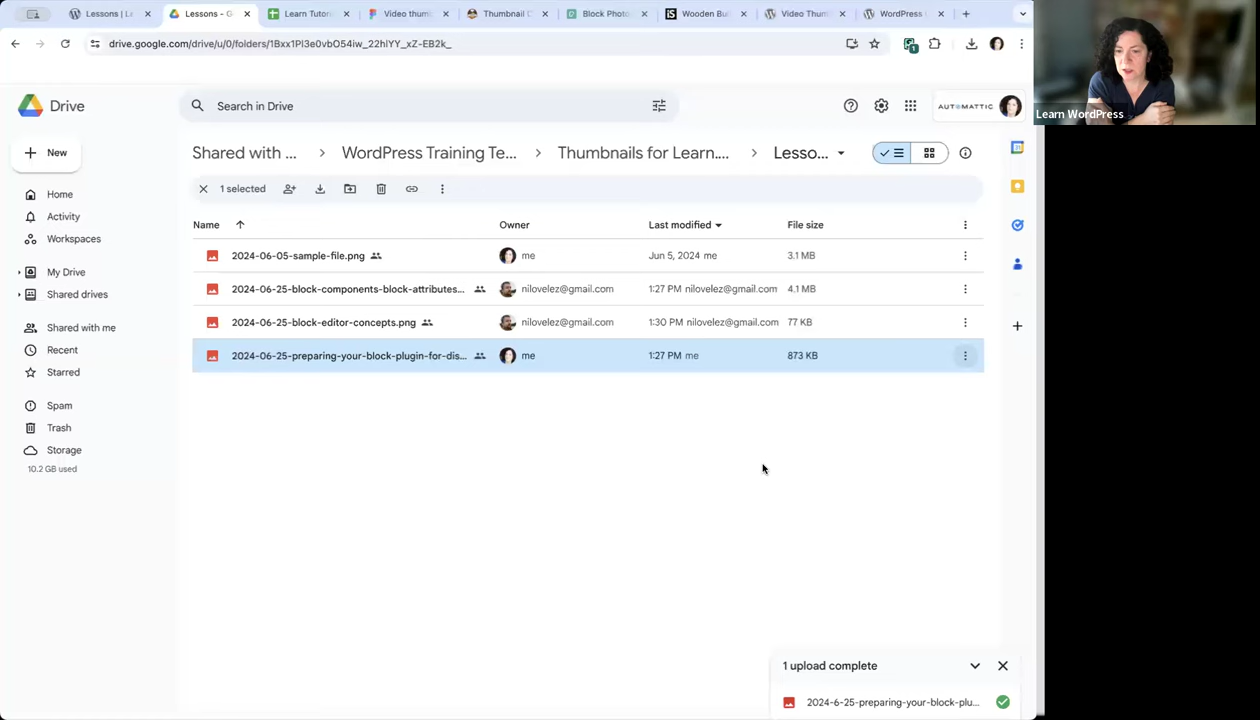 Lessons | Le
Lessons - G
Learn Tutor
Video thum
Thumbnail C
Block Photo
Wooden Bui
Video Thum
WordPress
drive.google.com/drive/u/0/folders/1Bxx1Pl3e0vbO54iw_22hlYY_xZ-EB2k_
1
Drive
Search in Drive
AUTOMATTIC
Learn WordPress
New
Shared with ...
WordPress Training Te...
Thumbnails for Learn....
Lesso...
1 selected
Home
Activity
Workspaces
My Drive
Shared drives
Shared with me
Recent
Starred
Spam
Trash
Storage
10.2 GB used
Name
Owner
Last modified
File size
2024-06-05-sample-file.png
me
Jun 5, 2024 me
3.1 MB
2024-06-25-block-components-block-attributes...
nilovelez@gmail.com
1:27 PM nilovelez@gmail.com
4.1 MB
2024-06-25-block-editor-concepts.png
nilovelez@gmail.com
1:30 PM nilovelez@gmail.com
77 KB
2024-06-25-preparing-your-block-plugin-for-dis...
me
1:27 PM me
873 KB
1 upload complete
2024-6-25-preparing-your-block-plu...